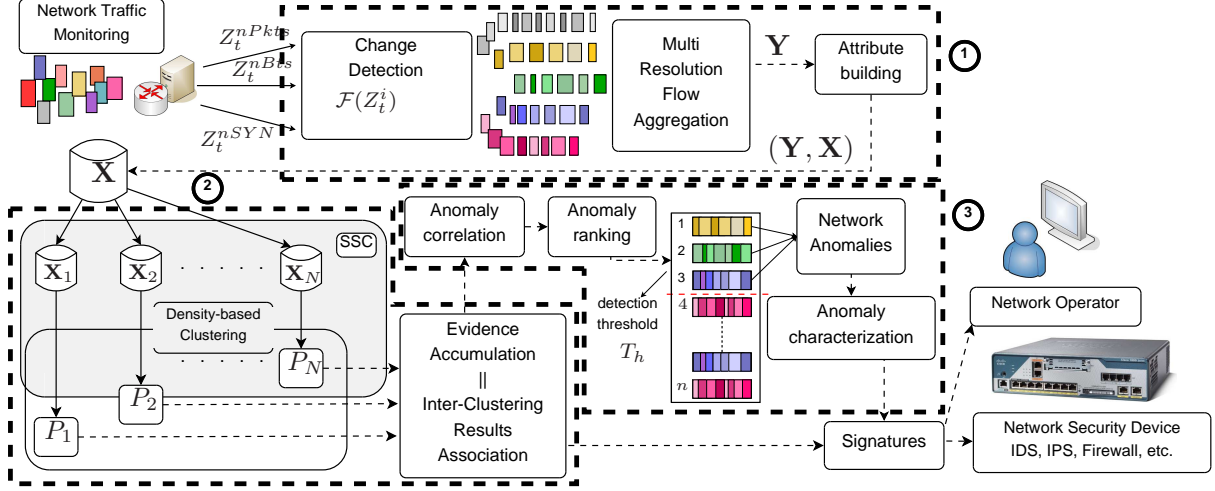 Network Traffic
Monitoring
Z_t^{nPkts}
Z_t^{nBts}
Z_t^{nSYN}
Change
Detection
\mathcal{F}(Z_t^i)
Multi
Resolution
Flow
Aggregation
Y
Attribute
building
1
(Y, X)
X
2
SSC
X_1
X_2
. . . . .
X_N
Density-based
Clustering
. . . . .
P_N
P_2
P_1
Evidence
Accumulation
||
Inter-Clustering
Results
Association
Anomaly
correlation
Anomaly
ranking
1
2
3
4
n
detection
threshold
T_h
Network
Anomalies
Anomaly
characterization
3
Signatures
Network Operator
Network Security Device
IDS, IPS, Firewall, etc.